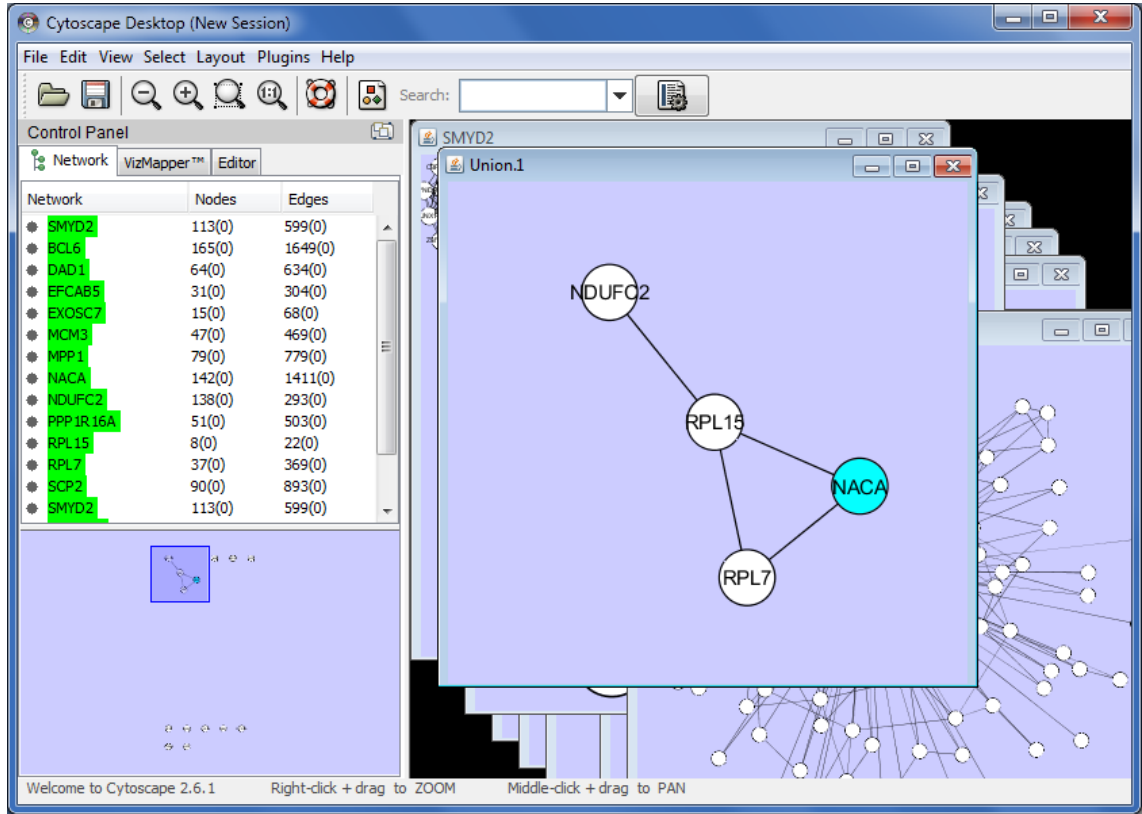 Cytoscape Desktop (New Session)
File Edit View Select Layout Plugins Help
Search:
Control Panel
Network VizMapper™ Editor
Network Nodes Edges
SMYD2 113(0) 599(0)
BCL6 165(0) 1649(0)
DAD1 64(0) 634(0)
EFCAB5 31(0) 304(0)
EXOSC7 15(0) 68(0)
MCM3 47(0) 469(0)
MPP1 79(0) 779(0)
NACA 142(0) 1411(0)
NDUFC2 138(0) 293(0)
PPP1R16A 51(0) 503(0)
RPL15 8(0) 22(0)
RPL7 37(0) 369(0)
SCP2 90(0) 893(0)
SMYD2 113(0) 599(0)
SMYD2
Union.1
NDUFC2
RPL15
NACA
RPL7
Welcome to Cytoscape 2.6.1 Right-click + drag to ZOOM Middle-click + drag to PAN